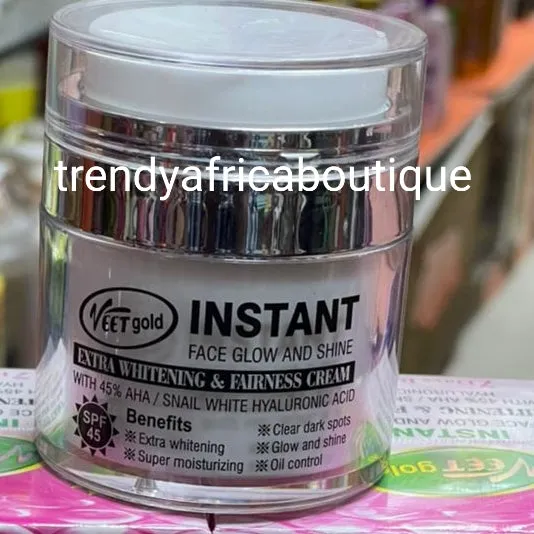 trendyafricaboutique
VEET gold
INSTANT
FACE GLOW AND SHINE
EXTRA WHITENING & FAIRNESS CREAM
WITH 45% AHA / SNAIL WHITE HYALURONIC ACID
SPF
45
Benefits
※ Extra whitening
※ Super moisturizing
※ Clear dark spots
※ Glow and shine
※ Oil control
INSTANT
FACE GLOW AND
VEET gold